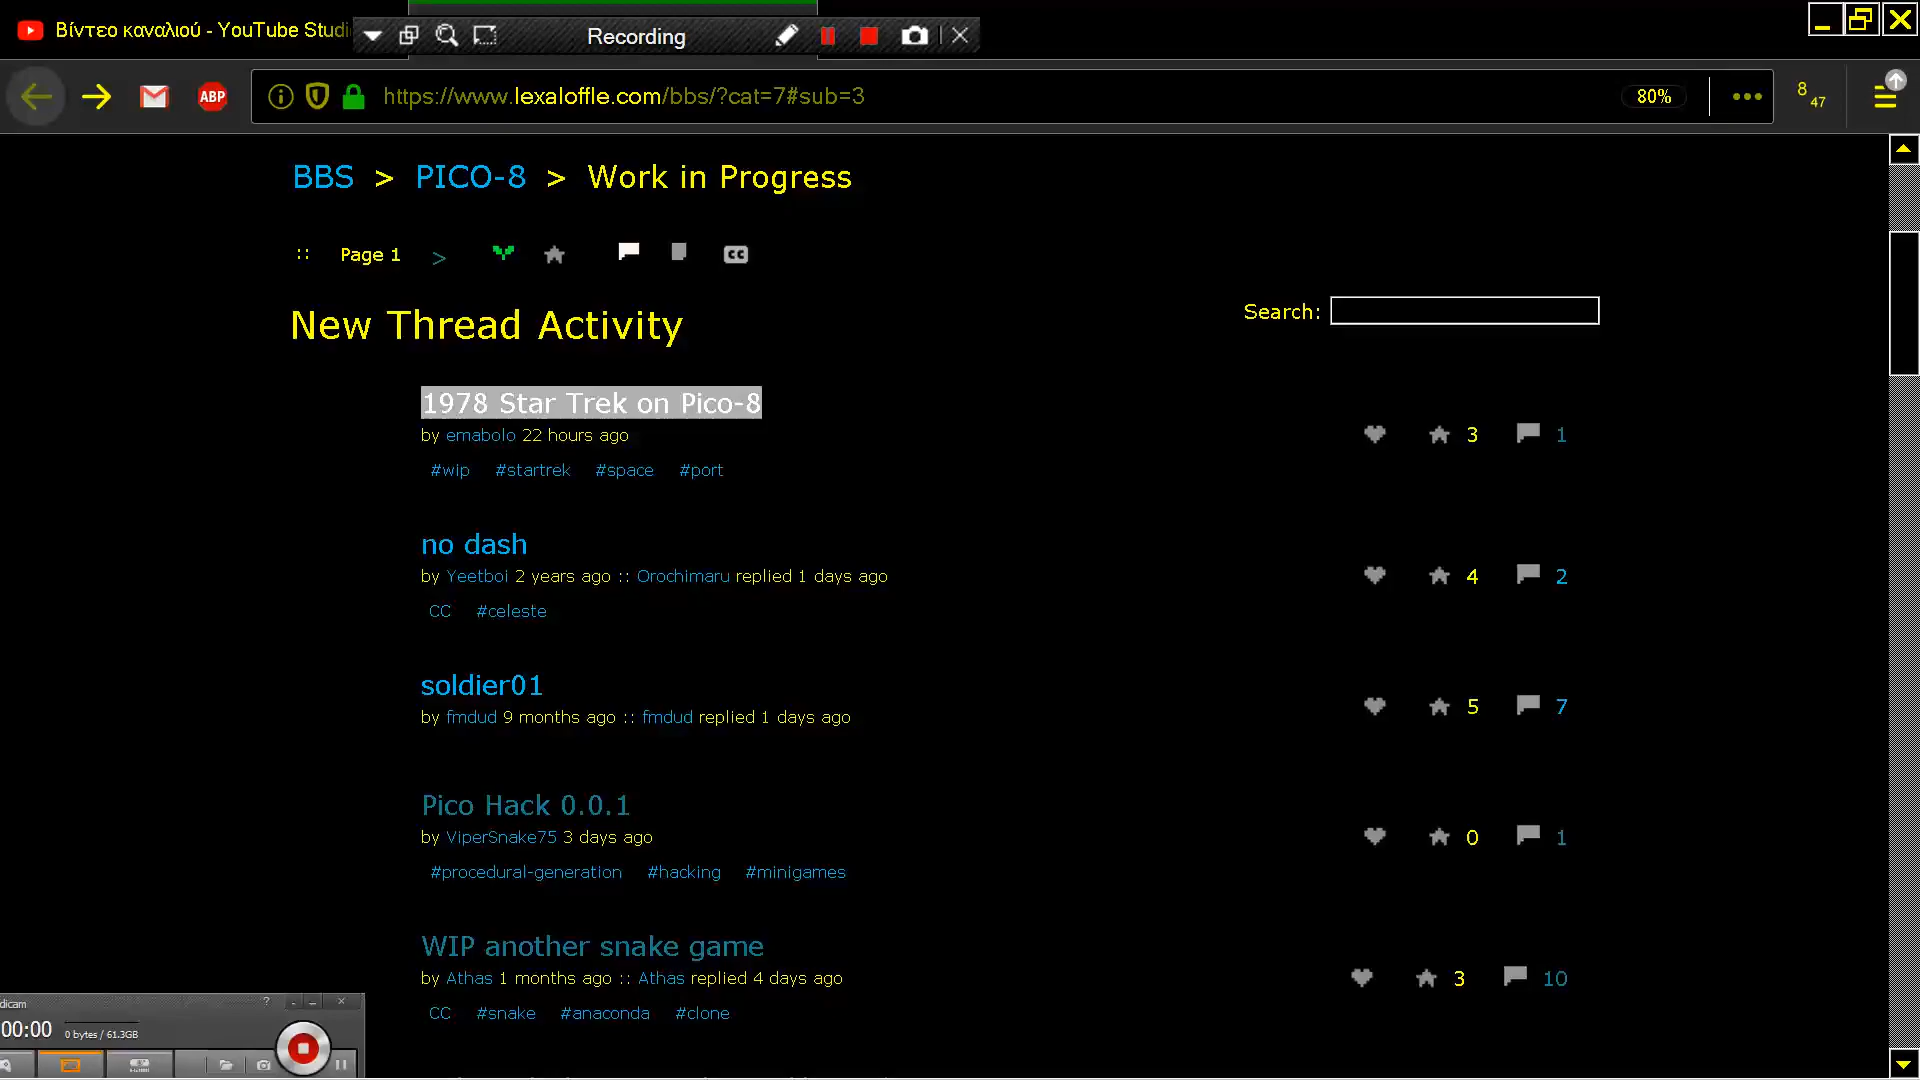 Βίντεο καναλιού - YouTube Studi
Recording
ABP
https://www.lexaloffle.com/bbs/?cat=7#sub=3
80%
8
47
BBS > PICO-8 > Work in Progress
:: Page 1 >
CC
New Thread Activity
Search:
1978 Star Trek on Pico-8
by emabolo 22 hours ago
3 1
#wip #startrek #space #port
no dash
by Yeetboi 2 years ago :: Orochimaru replied 1 days ago
4 2
CC #celeste
soldier01
by fmdud 9 months ago :: fmdud replied 1 days ago
5 7
Pico Hack 0.0.1
by ViperSnake75 3 days ago
0 1
#procedural-generation #hacking #minigames
WIP another snake game
by Athas 1 months ago :: Athas replied 4 days ago
3 10
CC #snake #anaconda #clone
dicam
00:00
0 bytes / 61.3GB